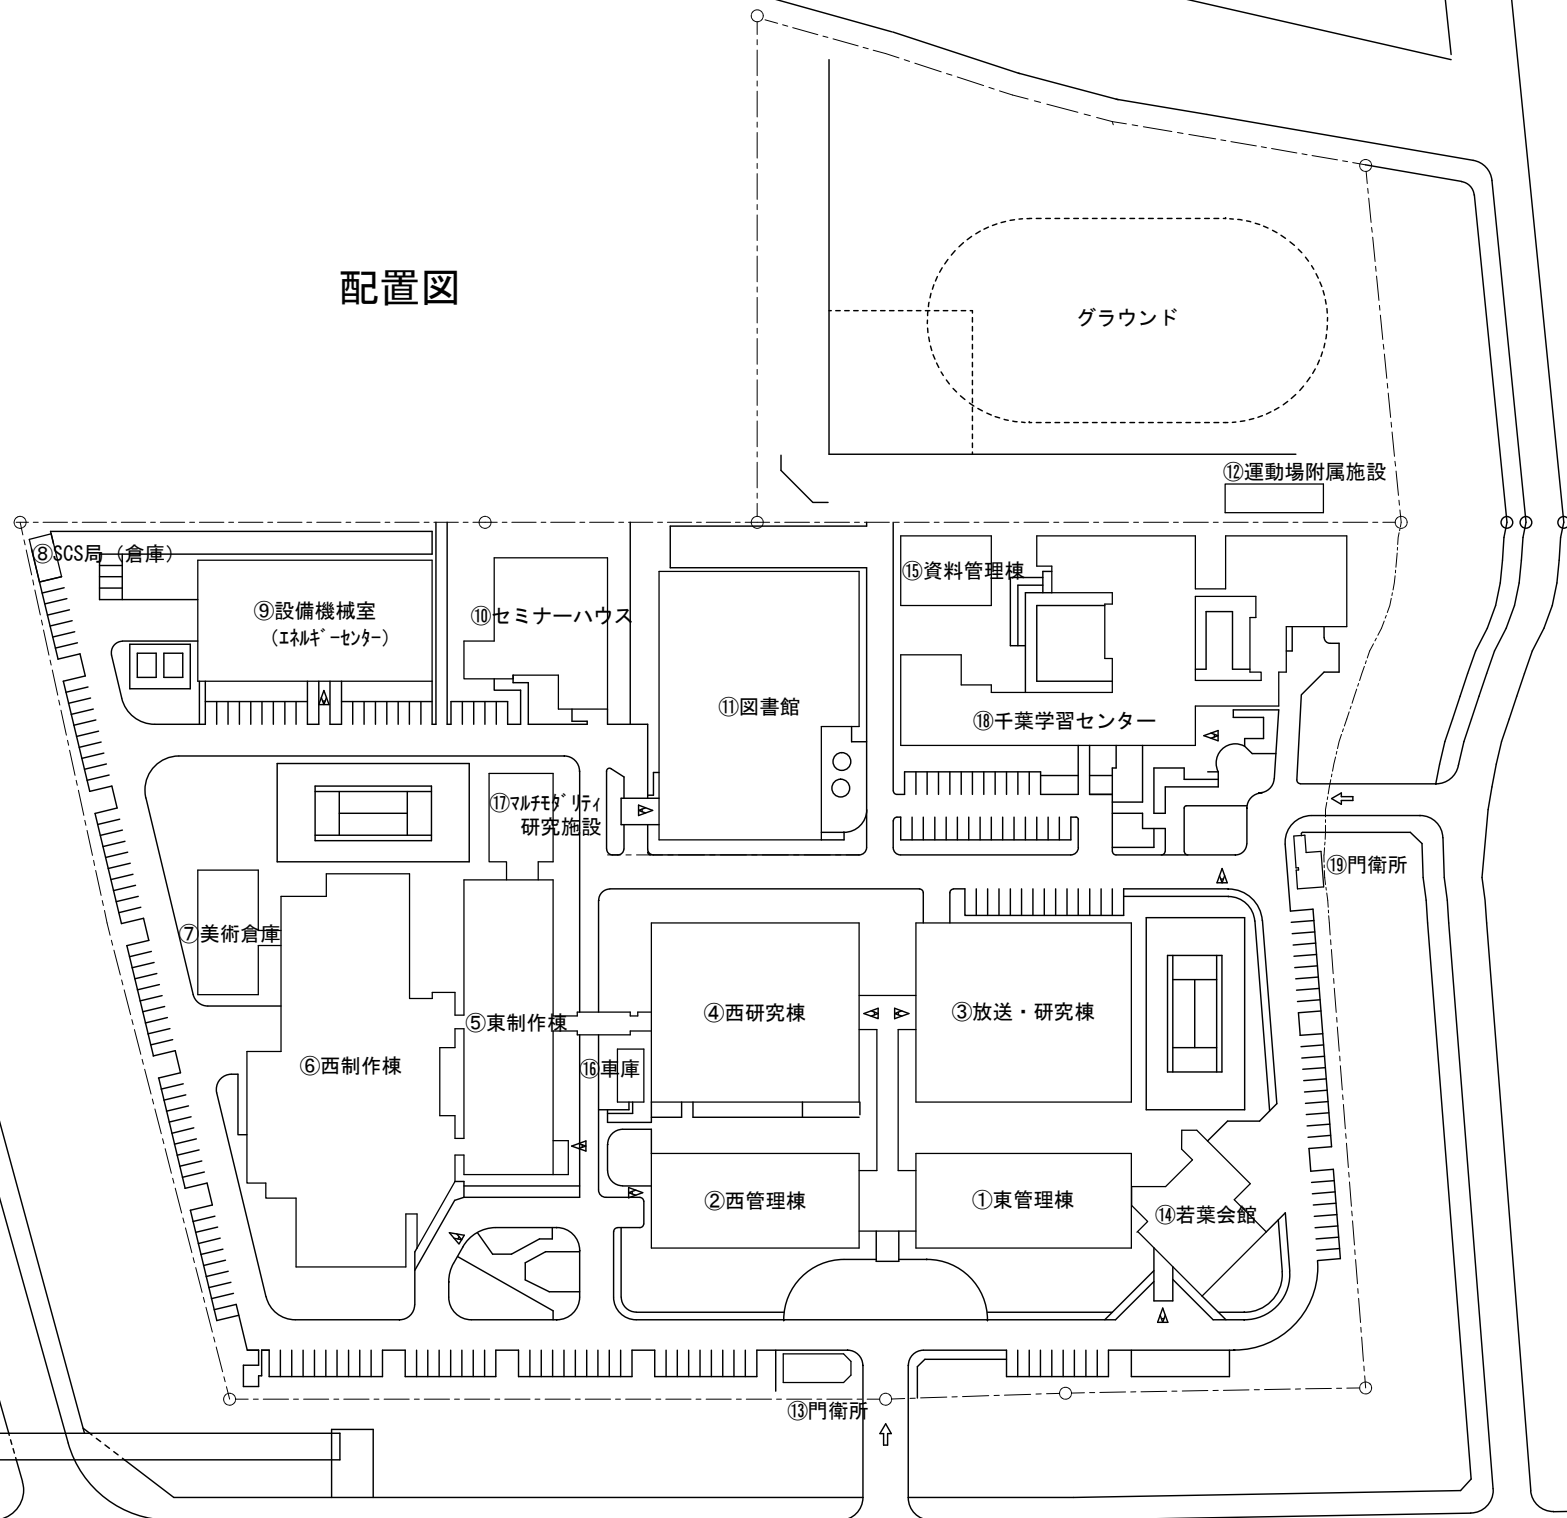 配置図
グラウンド
⑫運動場附属施設
⑧SCS局（倉庫）
⑮資料管理棟
⑨設備機械室
（ｴﾈﾙｷﾞｰｾﾝﾀｰ）
⑩セミナーハウス
⑪図書館
⑱千葉学習センター
⑰ﾏﾙﾁﾓﾀﾞﾘﾃｨ
研究施設
⑲門衛所
⑦美術倉庫
④西研究棟
③放送・研究棟
⑤東制作棟
⑥西制作棟
⑯車庫
②西管理棟
①東管理棟
⑭若葉会館
⑬門衛所